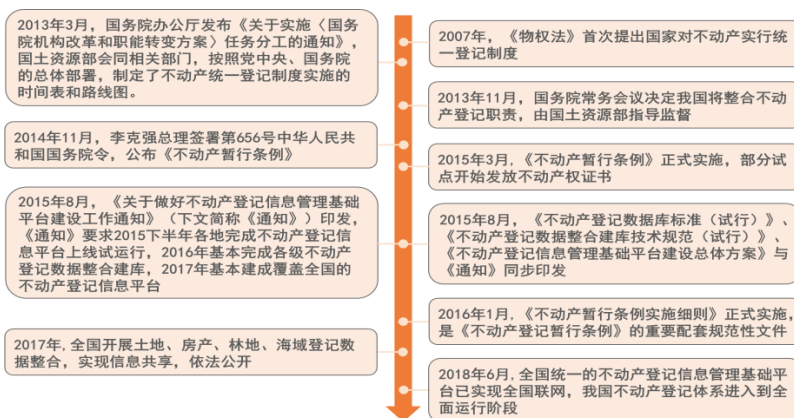 2013年3月，国务院办公厅发布《关于实施〈国务
院机构改革和职能转变方案〉任务分工的通知》，
国土资源部会同相关部门，按照党中央、国务院
的总体部署，制定了不动产统一登记制度实施的
时间表和路线图。
2014年11月，李克强总理签署第656号中华人民共
和国国务院令，公布《不动产暂行条例》
2015年8月，《关于做好不动产登记信息管理基础
平台建设工作通知》（下文简称《通知》）印发，
《通知》要求2015下半年各地完成不动产登记信
息平台上线试运行，2016年基本完成各级不动产
登记数据整合建库，2017年基本建成覆盖全国的
不动产登记信息平台
2017年,全国开展土地、房产、林地、海域登记数
据整合，实现信息共享，依法公开
2007年，《物权法》首次提出国家对不动产实行统
一登记制度
2013年11月，国务院常务会议决定我国将整合不动
产登记职责，由国土资源部指导监督
2015年3月,《不动产暂行条例》正式实施，部分试
点开始发放不动产权证书
2015年8月，《不动产登记数据库标准（试行）》、
《不动产登记数据整合建库技术规范（试行）》、
《不动产登记信息管理基础平台建设总体方案》与
《通知》同步印发
2016年1月,《不动产暂行条例实施细则》正式实施,
是《不动产登记暂行条例》的重要配套规范性文件
2018年6月,全国统一的不动产登记信息管理基础平
台已实现全国联网，我国不动产登记体系进入到全
面运行阶段